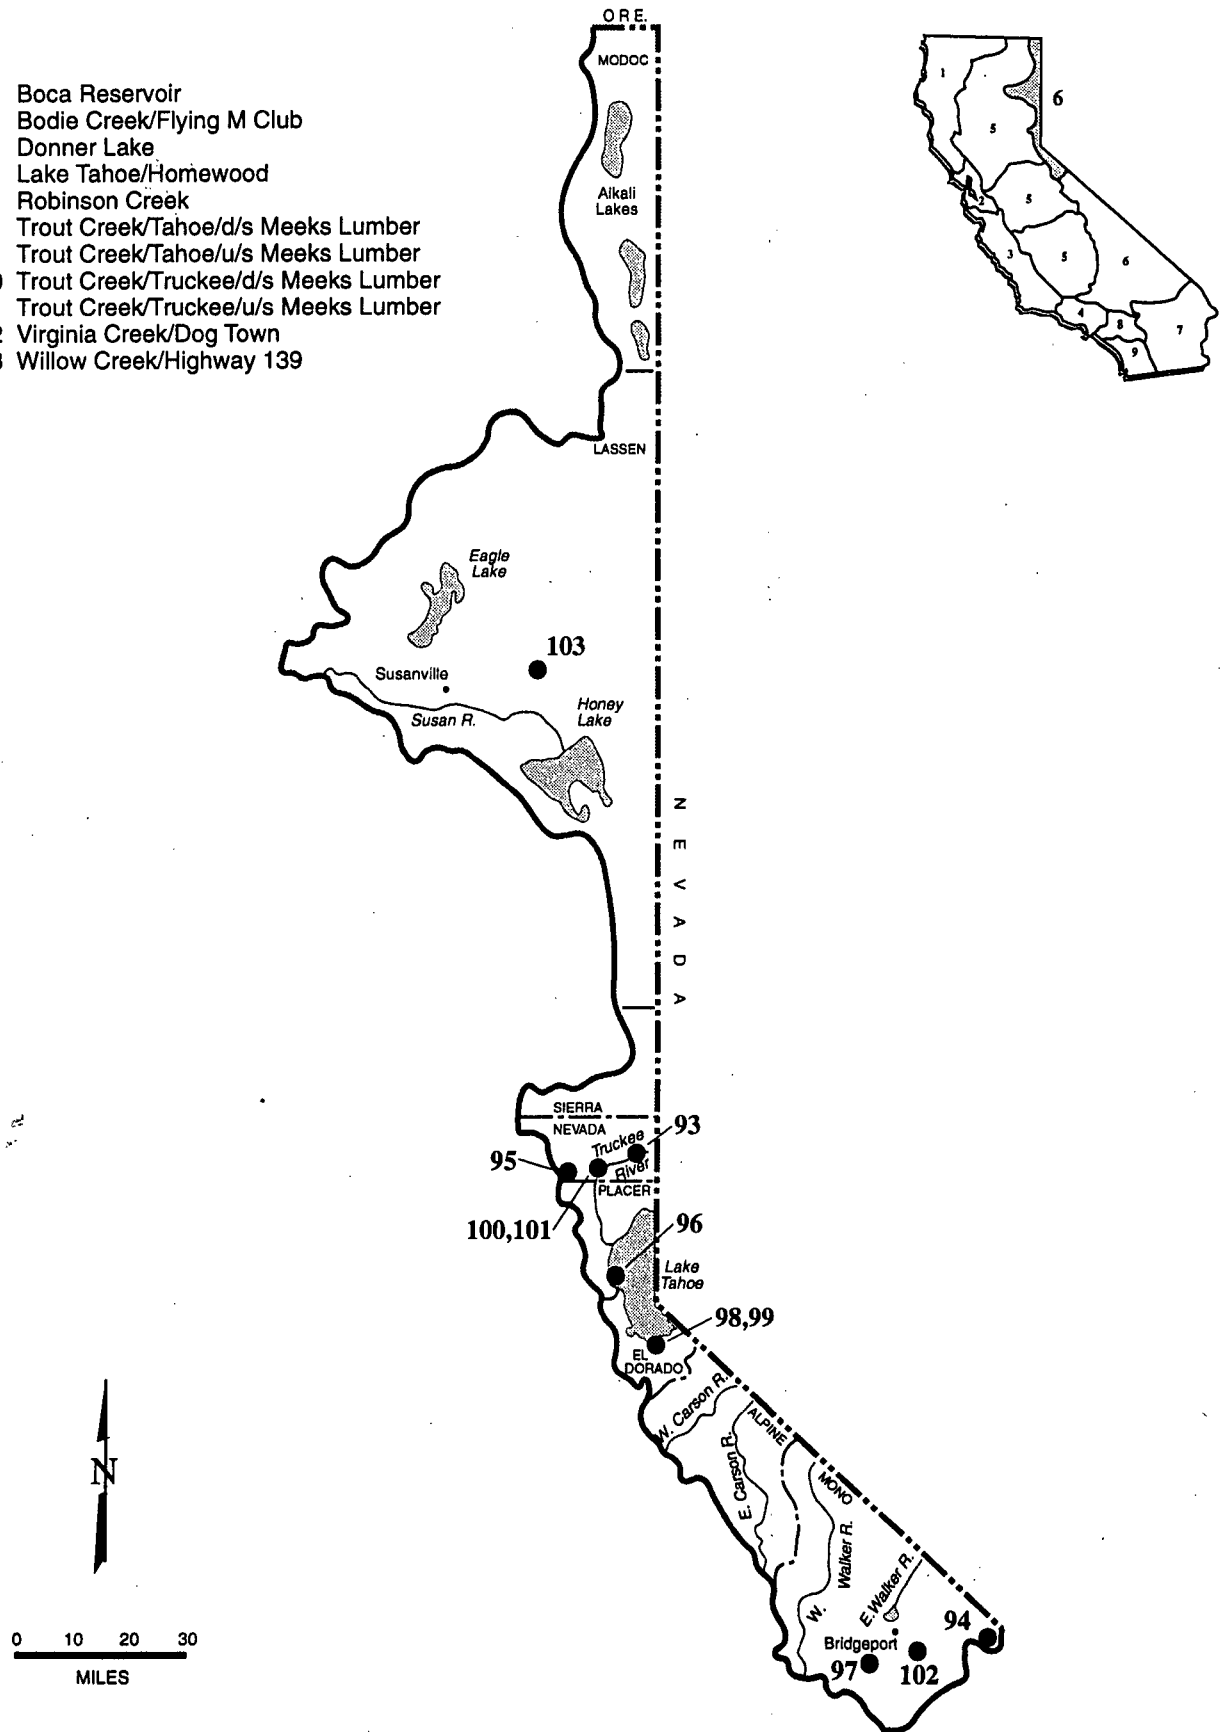 ORE.
MODOC
Boca Reservoir
Bodie Creek/Flying M Club
Donner Lake
Lake Tahoe/Homewood
Robinson Creek
Trout Creek/Tahoe/d/s Meeks Lumber
Trout Creek/Tahoe/u/s Meeks Lumber
Trout Creek/Truckee/d/s Meeks Lumber
Trout Creek/Truckee/u/s Meeks Lumber
2 Virginia Creek/Dog Town
Willow Creek/Highway 139
1
5
6
2
5
3
5
6
4
8
7
9
Alkali
Lakes
LASSEN
Eagle
Lake
103
Susanville
Susan R.
Honey
Lake
NEVADA
SIERRA
NEVADA
93
Truckee
River
95
PLACER
100,101
96
Lake
Tahoe
98,99
EL
DORADO
W. Carson R.
ALPINE
E. Carson R.
MONO
W. Walker R.
E. Walker R.
N
94
Bridgeport
97
102
0 10 20 30
MILES